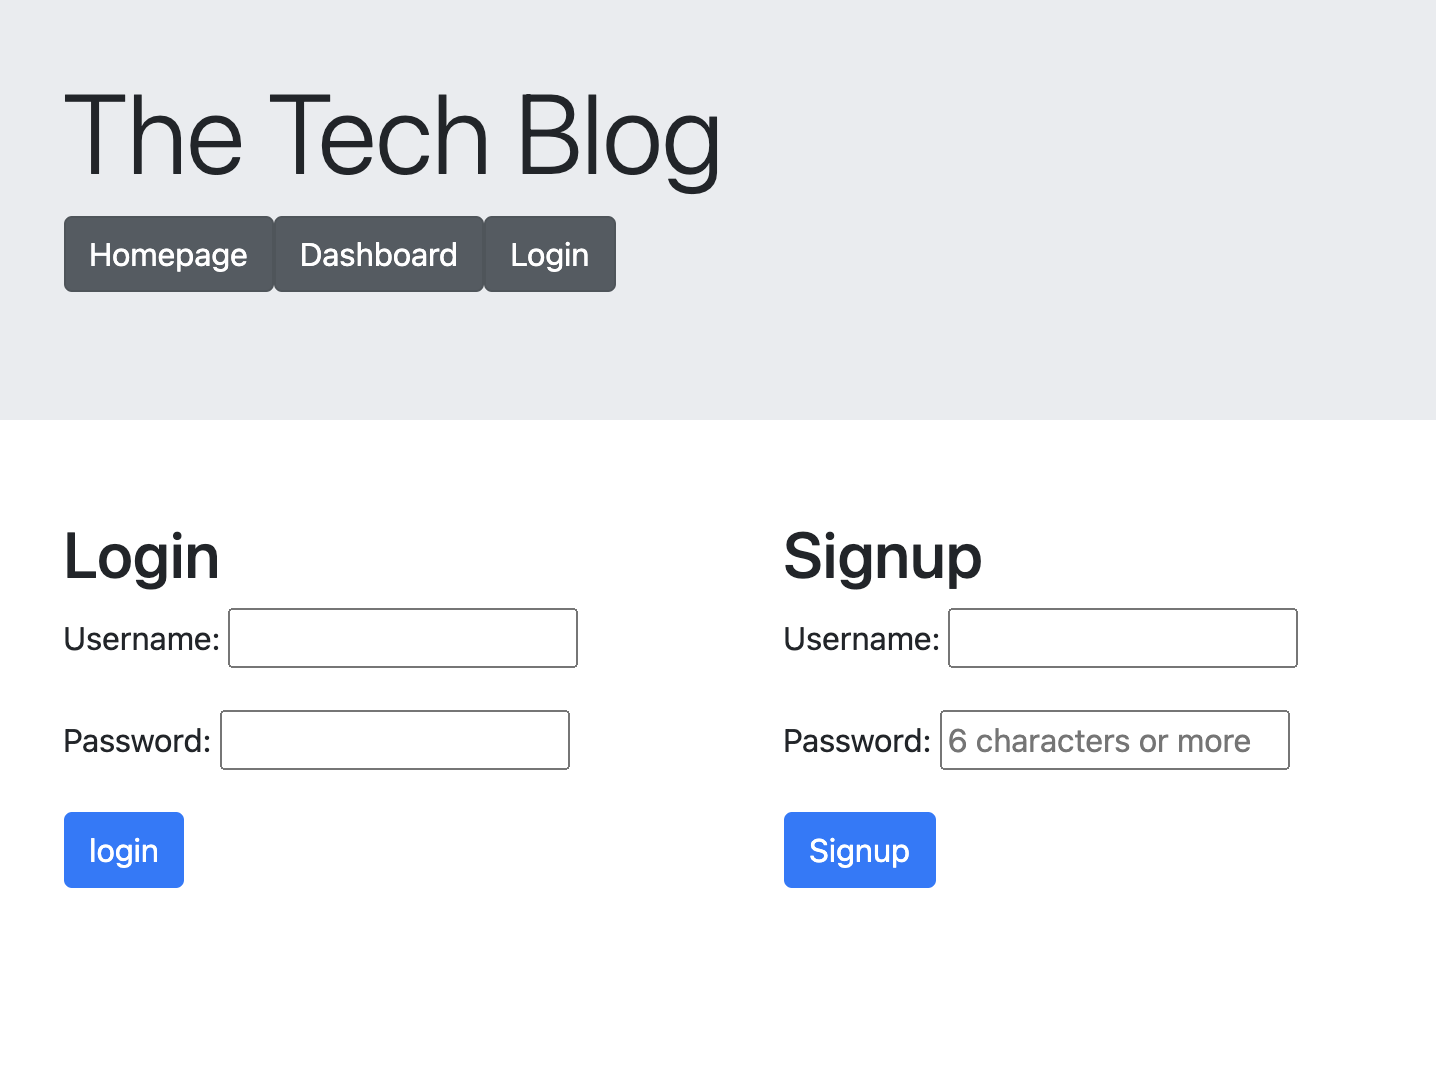 The Tech Blog
Homepage Dashboard Login
Login
Username:
Password:
login
Signup
Username:
Password: 6 characters or more
Signup